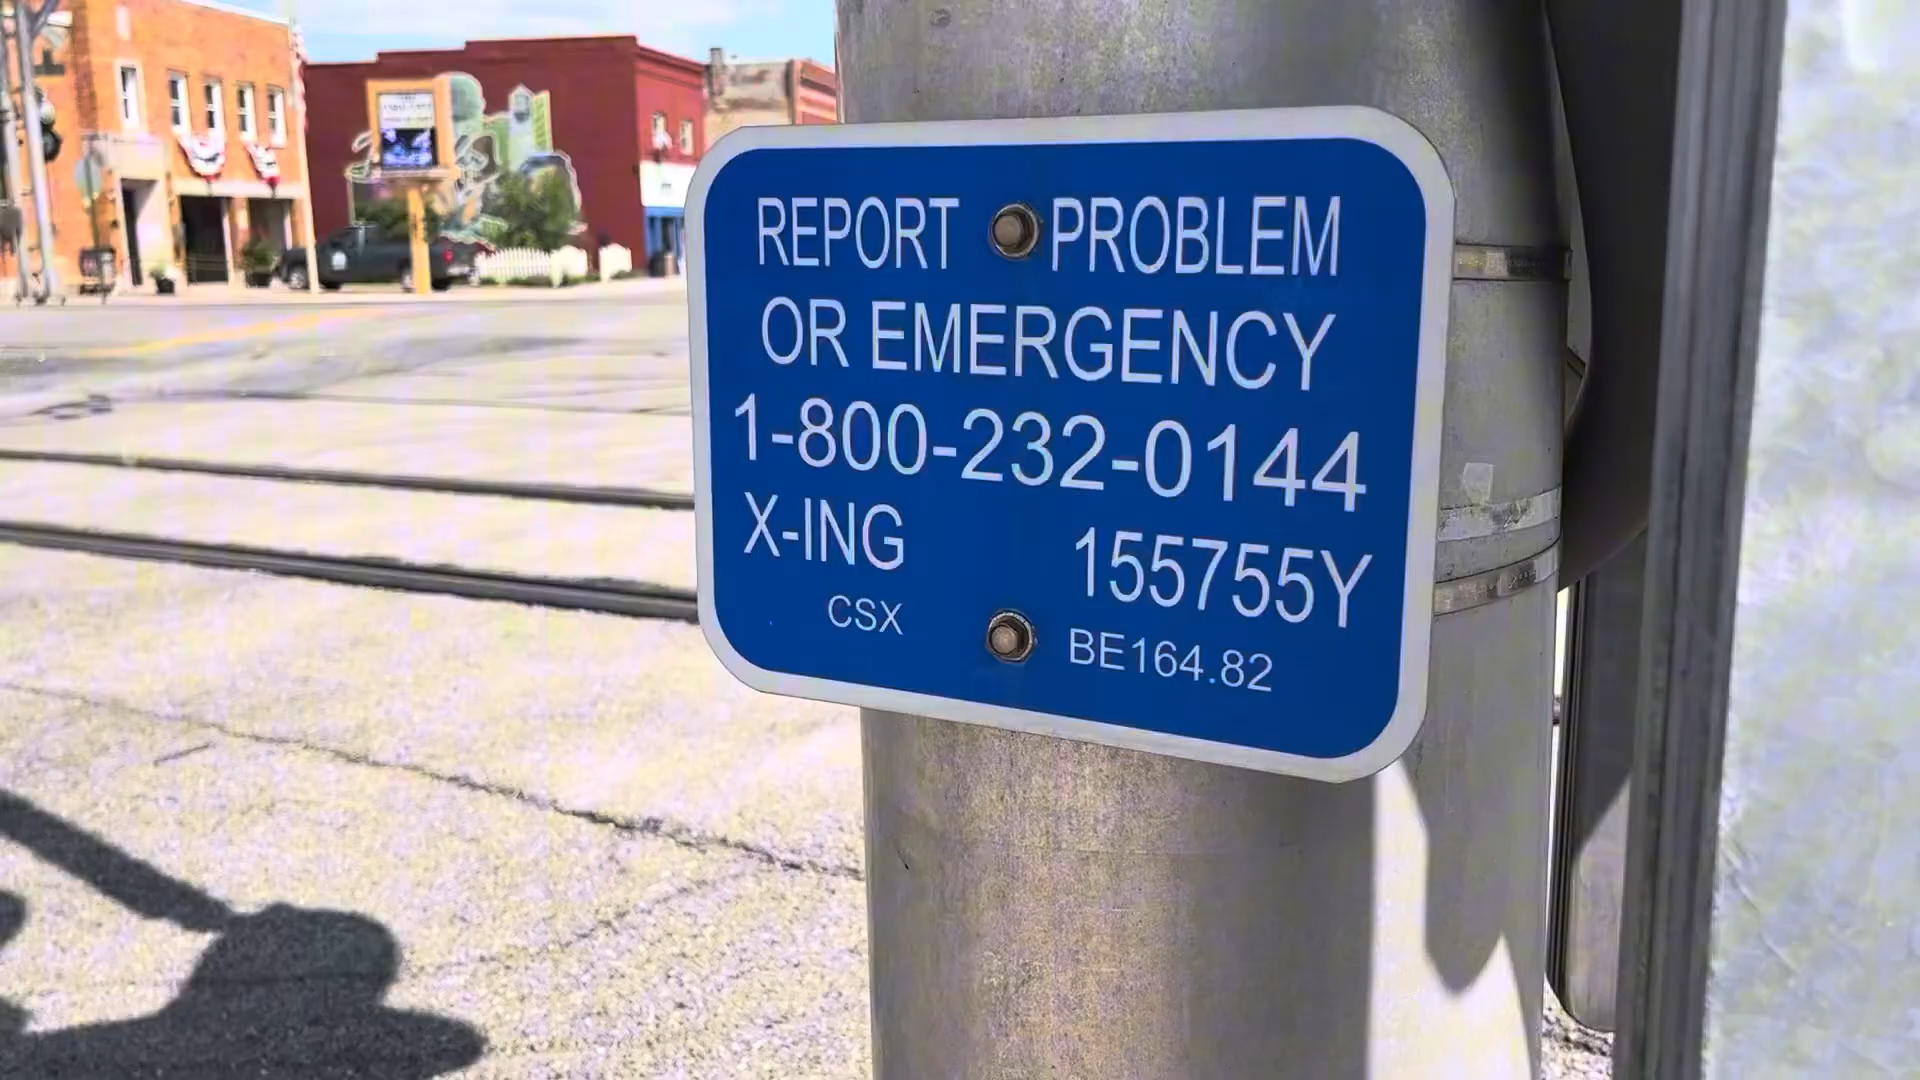 REPORT PROBLEM
OR EMERGENCY
1-800-232-0144
X-ING 155755Y
CSX BE164.82